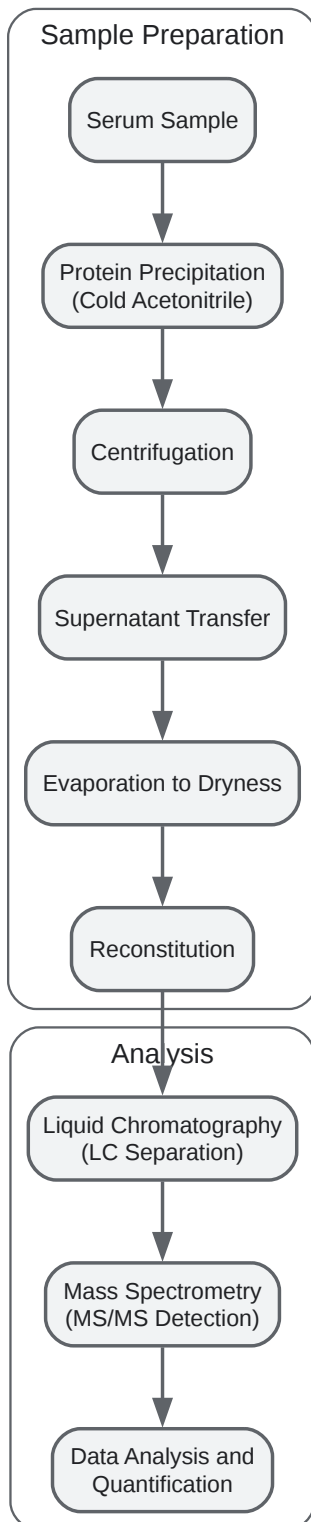 Sample Preparation
Serum Sample
Protein Precipitation
(Cold Acetonitrile)
Centrifugation
Supernatant Transfer
Evaporation to Dryness
Reconstitution
Analysis
Liquid Chromatography
(LC Separation)
Mass Spectrometry
(MS/MS Detection)
Data Analysis and
Quantification